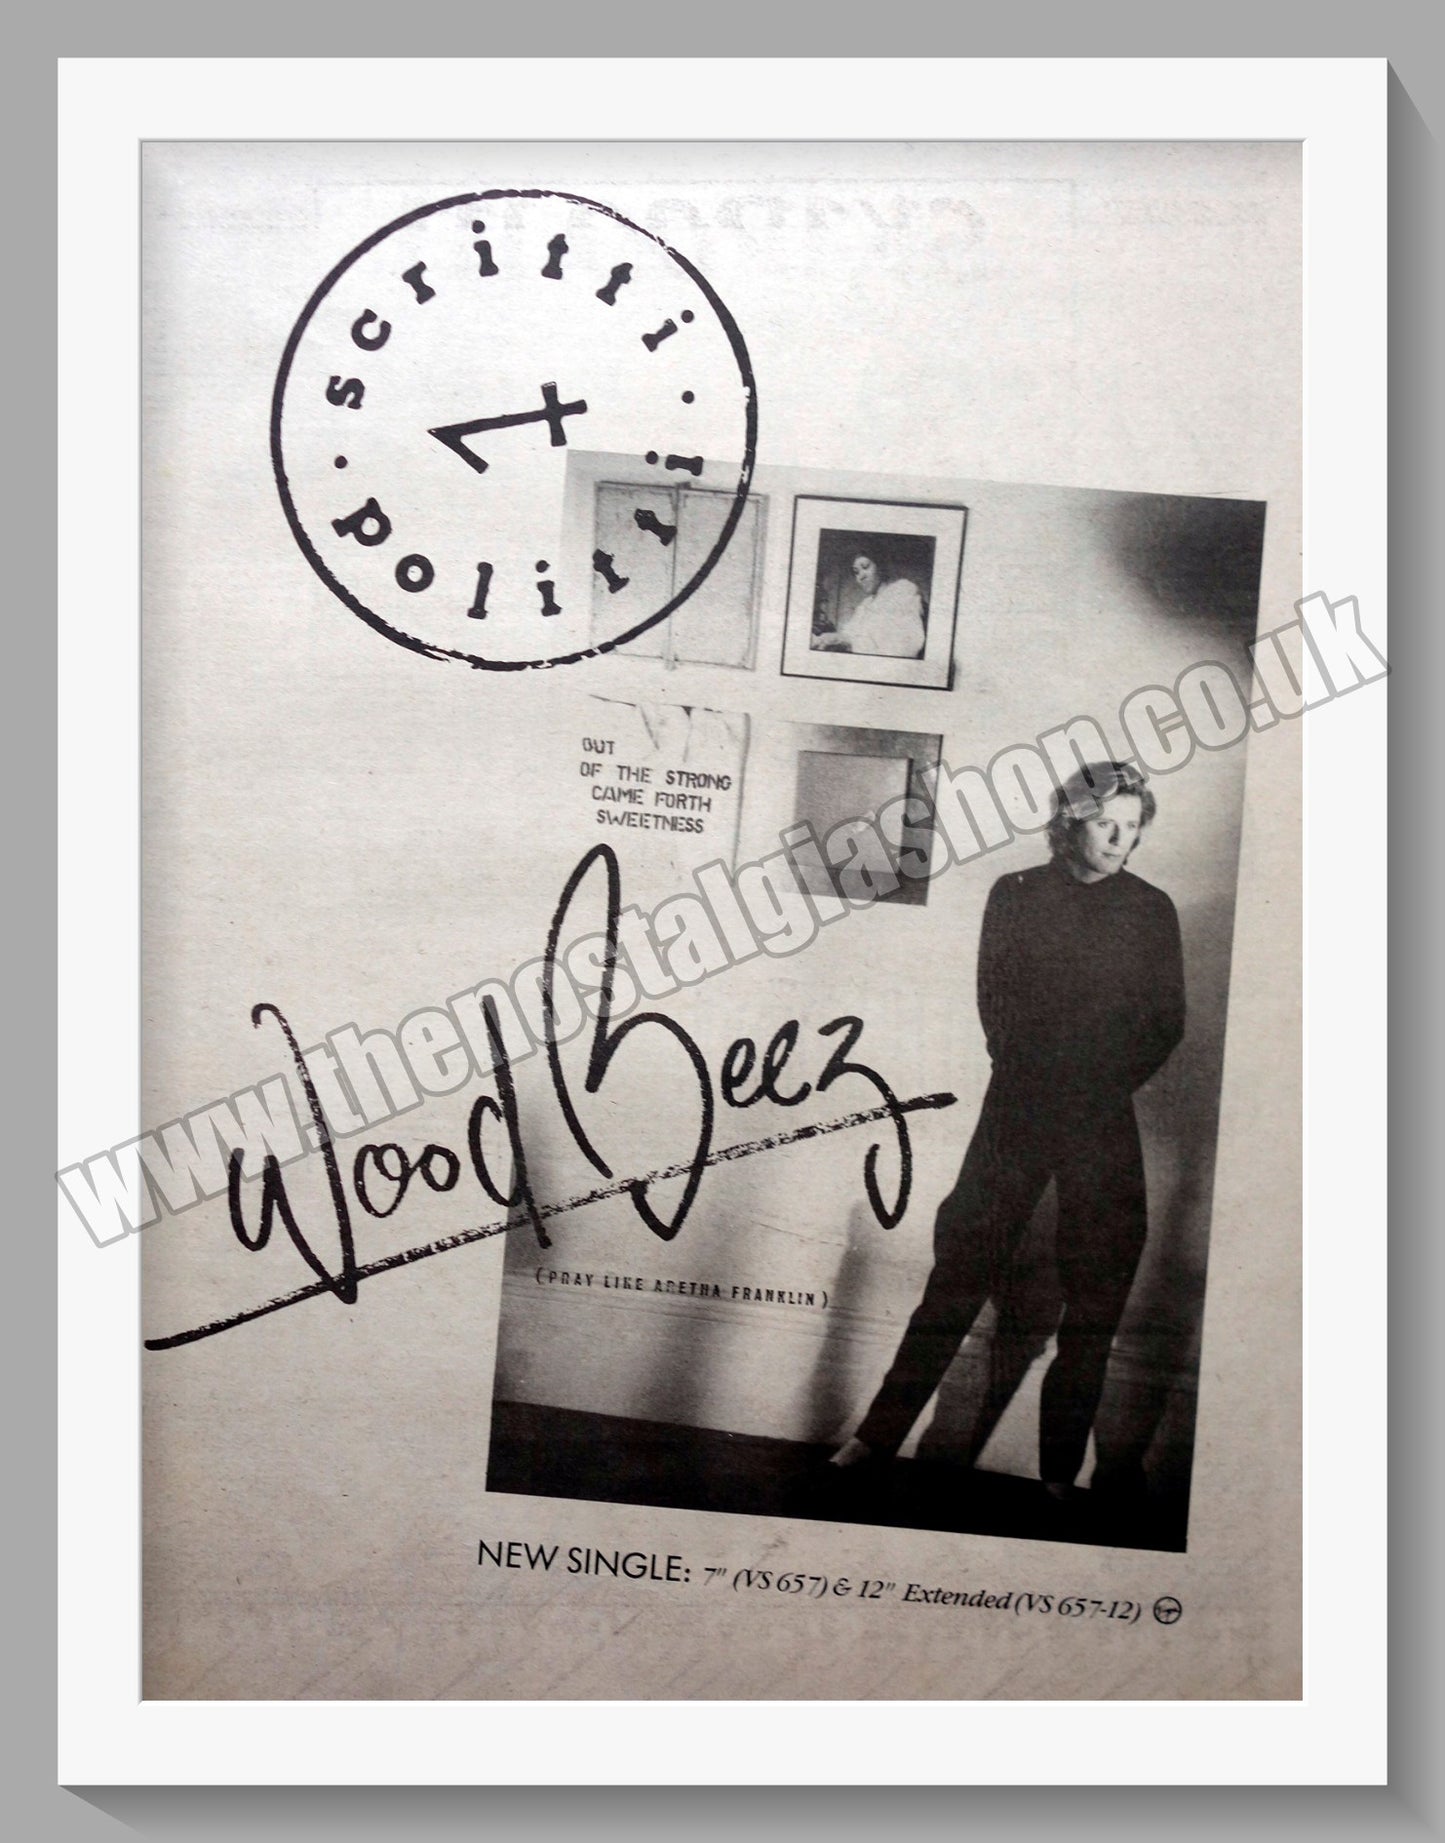 scritti
politti
OUT
OF THE STRONG
CAME FORTH
SWEETNESS
www.thenostalgiashop.co.uk
Wood Beez
(PRAY LIKE ARETHA FRANKLIN)
NEW SINGLE: 7" (VS 657) & 12" Extended (VS 657-12)
Virgin